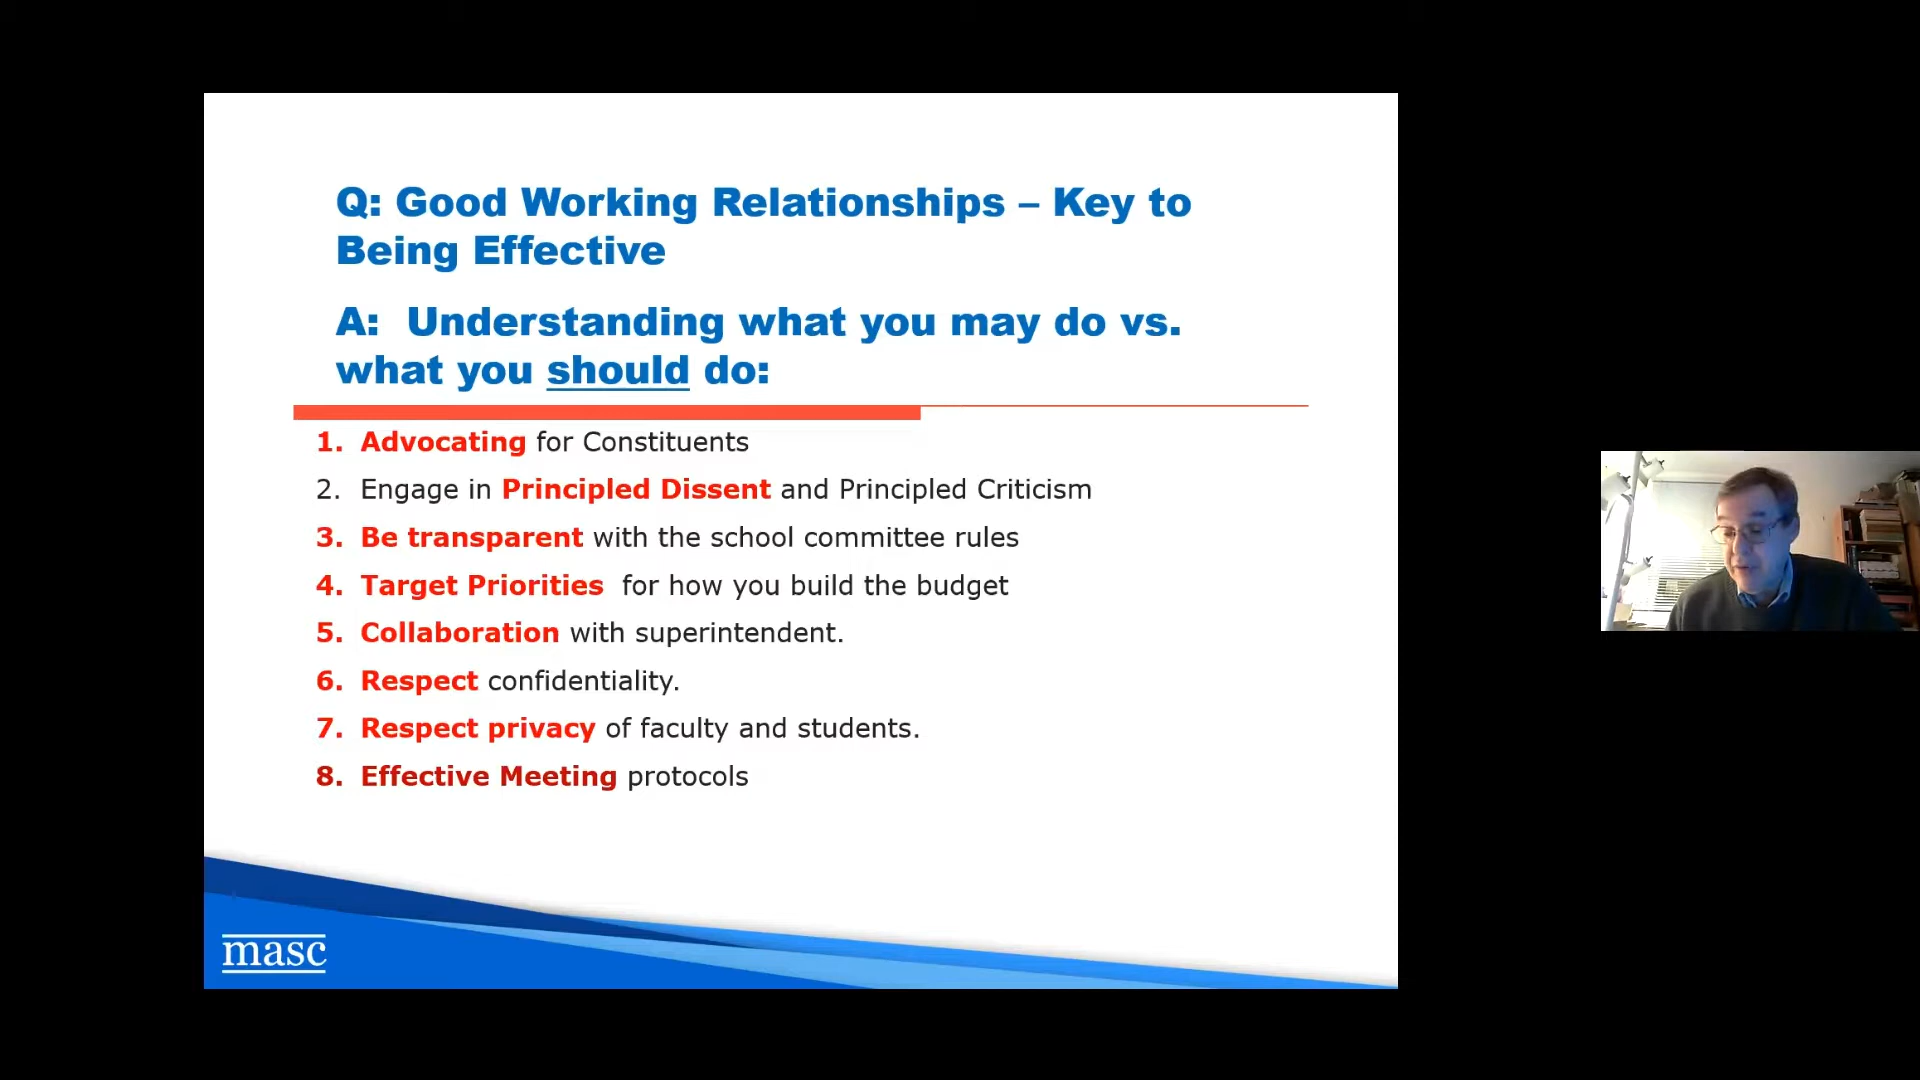 Q: Good Working Relationships – Key to
Being Effective
A: Understanding what you may do vs.
what you should do:
1. Advocating for Constituents
2. Engage in Principled Dissent and Principled Criticism
3. Be transparent with the school committee rules
4. Target Priorities for how you build the budget
5. Collaboration with superintendent.
6. Respect confidentiality.
7. Respect privacy of faculty and students.
8. Effective Meeting protocols
masc